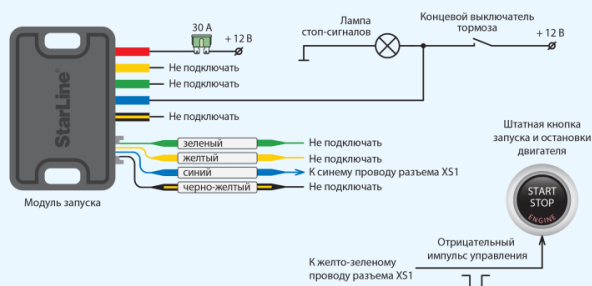 30 А
+ 12 В
Не подключать
Не подключать
Не подключать
StarLine®
Модуль запуска
зеленый
желтый
синий
черно-желтый
Не подключать
Не подключать
К синему проводу разъема XS1
Не подключать
Лампа
стоп-сигналов
Концевой выключатель
тормоза
+ 12 В
Штатная кнопка
запуска и остановки
двигателя
START
STOP
ENGINE
Отрицательный
импульс управления
К желто-зеленому
проводу разъема XS1